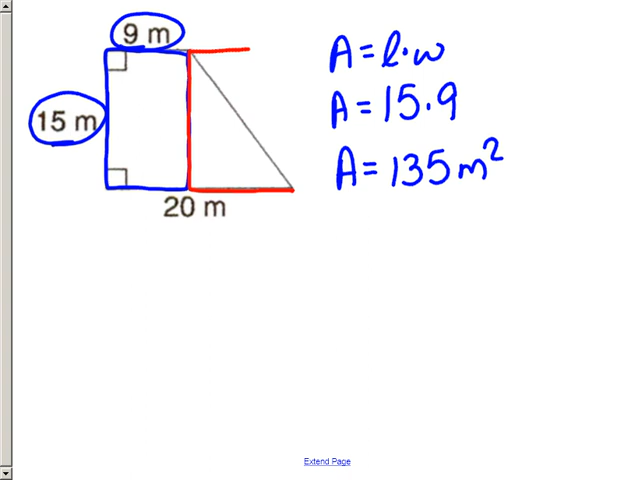 9 m
15 m
20 m
A = l · w
A = 15 · 9
A = 135 m²
Extend Page